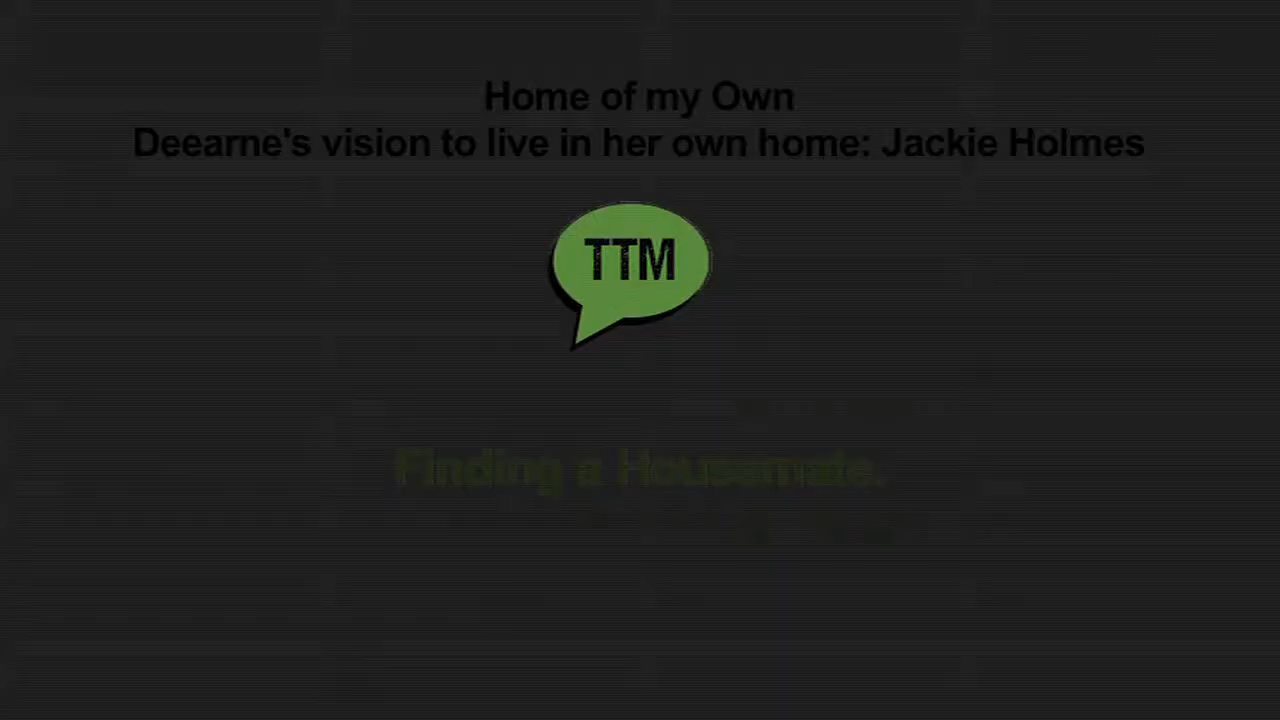 Home of my Own
Deearne's vision to live in her own home: Jackie Holmes
TTM
Finding a Housemate.